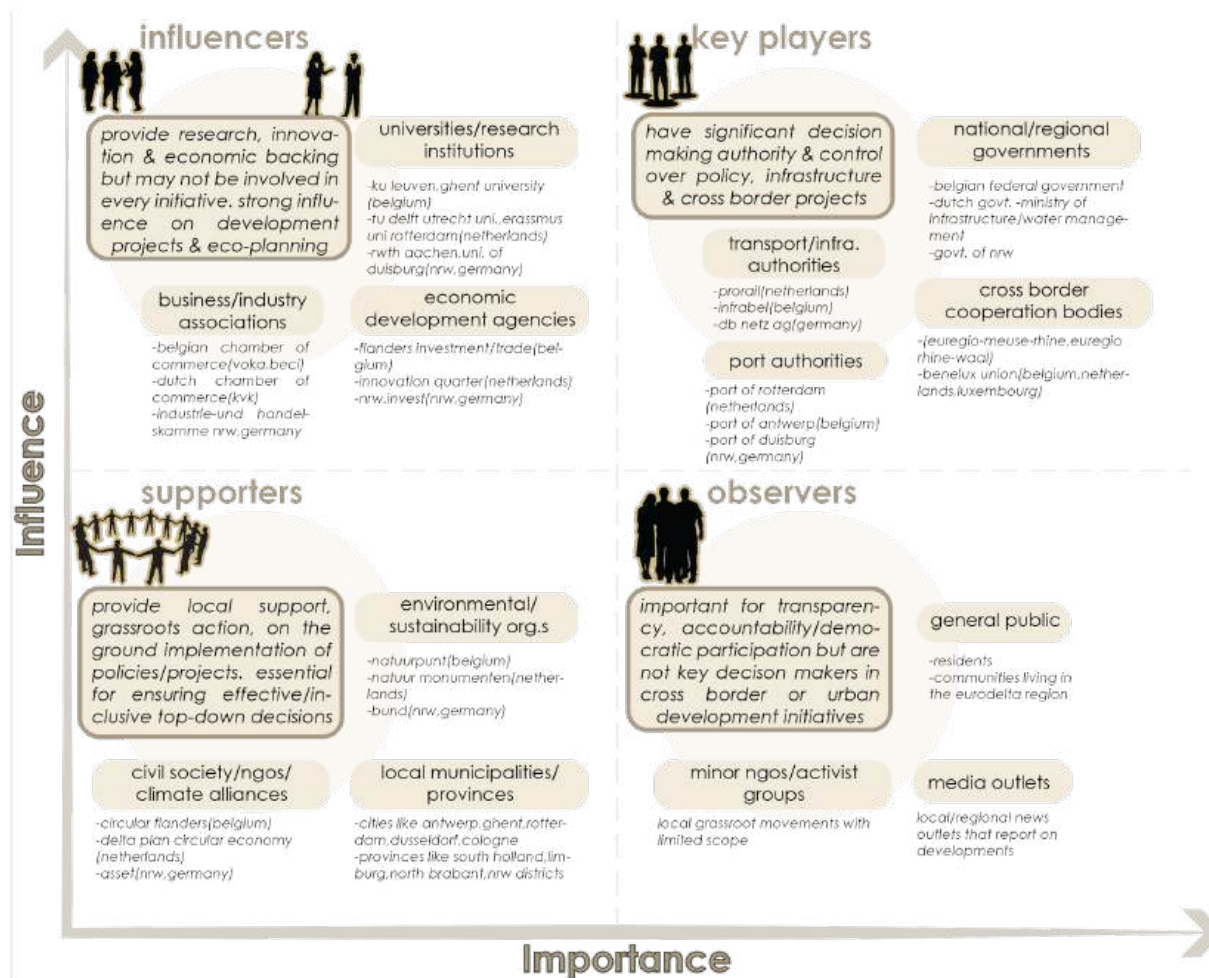 influencers
provide research, innova-
tion & economic backing
but may not be involved in
every initiative. strong influ-
ence on development
projects & eco-planning
universities/research
institutions
-ku leuven,ghent university
(belgium)
-tu delft utrecht uni.,erassmus
uni rotterdam(netherlands)
-rwth aachen,uni. of
duisburg(nrw,germany)
business/industry
associations
-belgian chamber of
commerce(voka,beci)
-dutch chamber of
commerce(kvk)
-industrie-und handel-
skamme nrw,germany
economic
development agencies
-flanders investment/trade(bel-
gium)
-innovation quarter(netherlands)
-nrw.invest(nrw,germany)
key players
have significant decision
making authority & control
over policy, infrastructure
& cross border projects
national/regional
governments
-belgian federal government
-dutch govt. -ministry of
infrastructure/water manage-
ment
-govt. of nrw
transport/infra.
authorities
-prorail(netherlands)
-infrabel(belgium)
-db netz ag(germany)
cross border
cooperation bodies
-(euregio-meuse-rhine,euregio
rhine-waal)
-benelux union(belgium,nether-
lands,luxembourg)
port authorities
-port of rotterdam
(netherlands)
-port of antwerp(belgium)
-port of duisburg
(nrw,germany)
supporters
provide local support,
grassroots action, on the
ground implementation of
policies/projects. essential
for ensuring effective/in-
clusive top-down decisions
environmental/
sustainability org.s
-natuurpunt(belgium)
-natuur monumenten(nether-
lands)
-bund(nrw,germany)
civil society/ngos/
climate alliances
-circular flanders(belgium)
-delta plan circular economy
(netherlands)
-asset(nrw,germany)
local municipalities/
provinces
-cities like antwerp,ghent,rotter-
dam,dusseldorf,cologne
-provinces like south holland,lim-
burg,north brabant,nrw districts
observers
important for transparen-
cy, accountability/demo-
cratic participation but are
not key decison makers in
cross border or urban
development initiatives
general public
-residents
-communities living in
the eurodelta region
minor ngos/activist
groups
local grassroot movements with
limited scope
media outlets
local/regional news
outlets that report on
developments
Influence
Importance